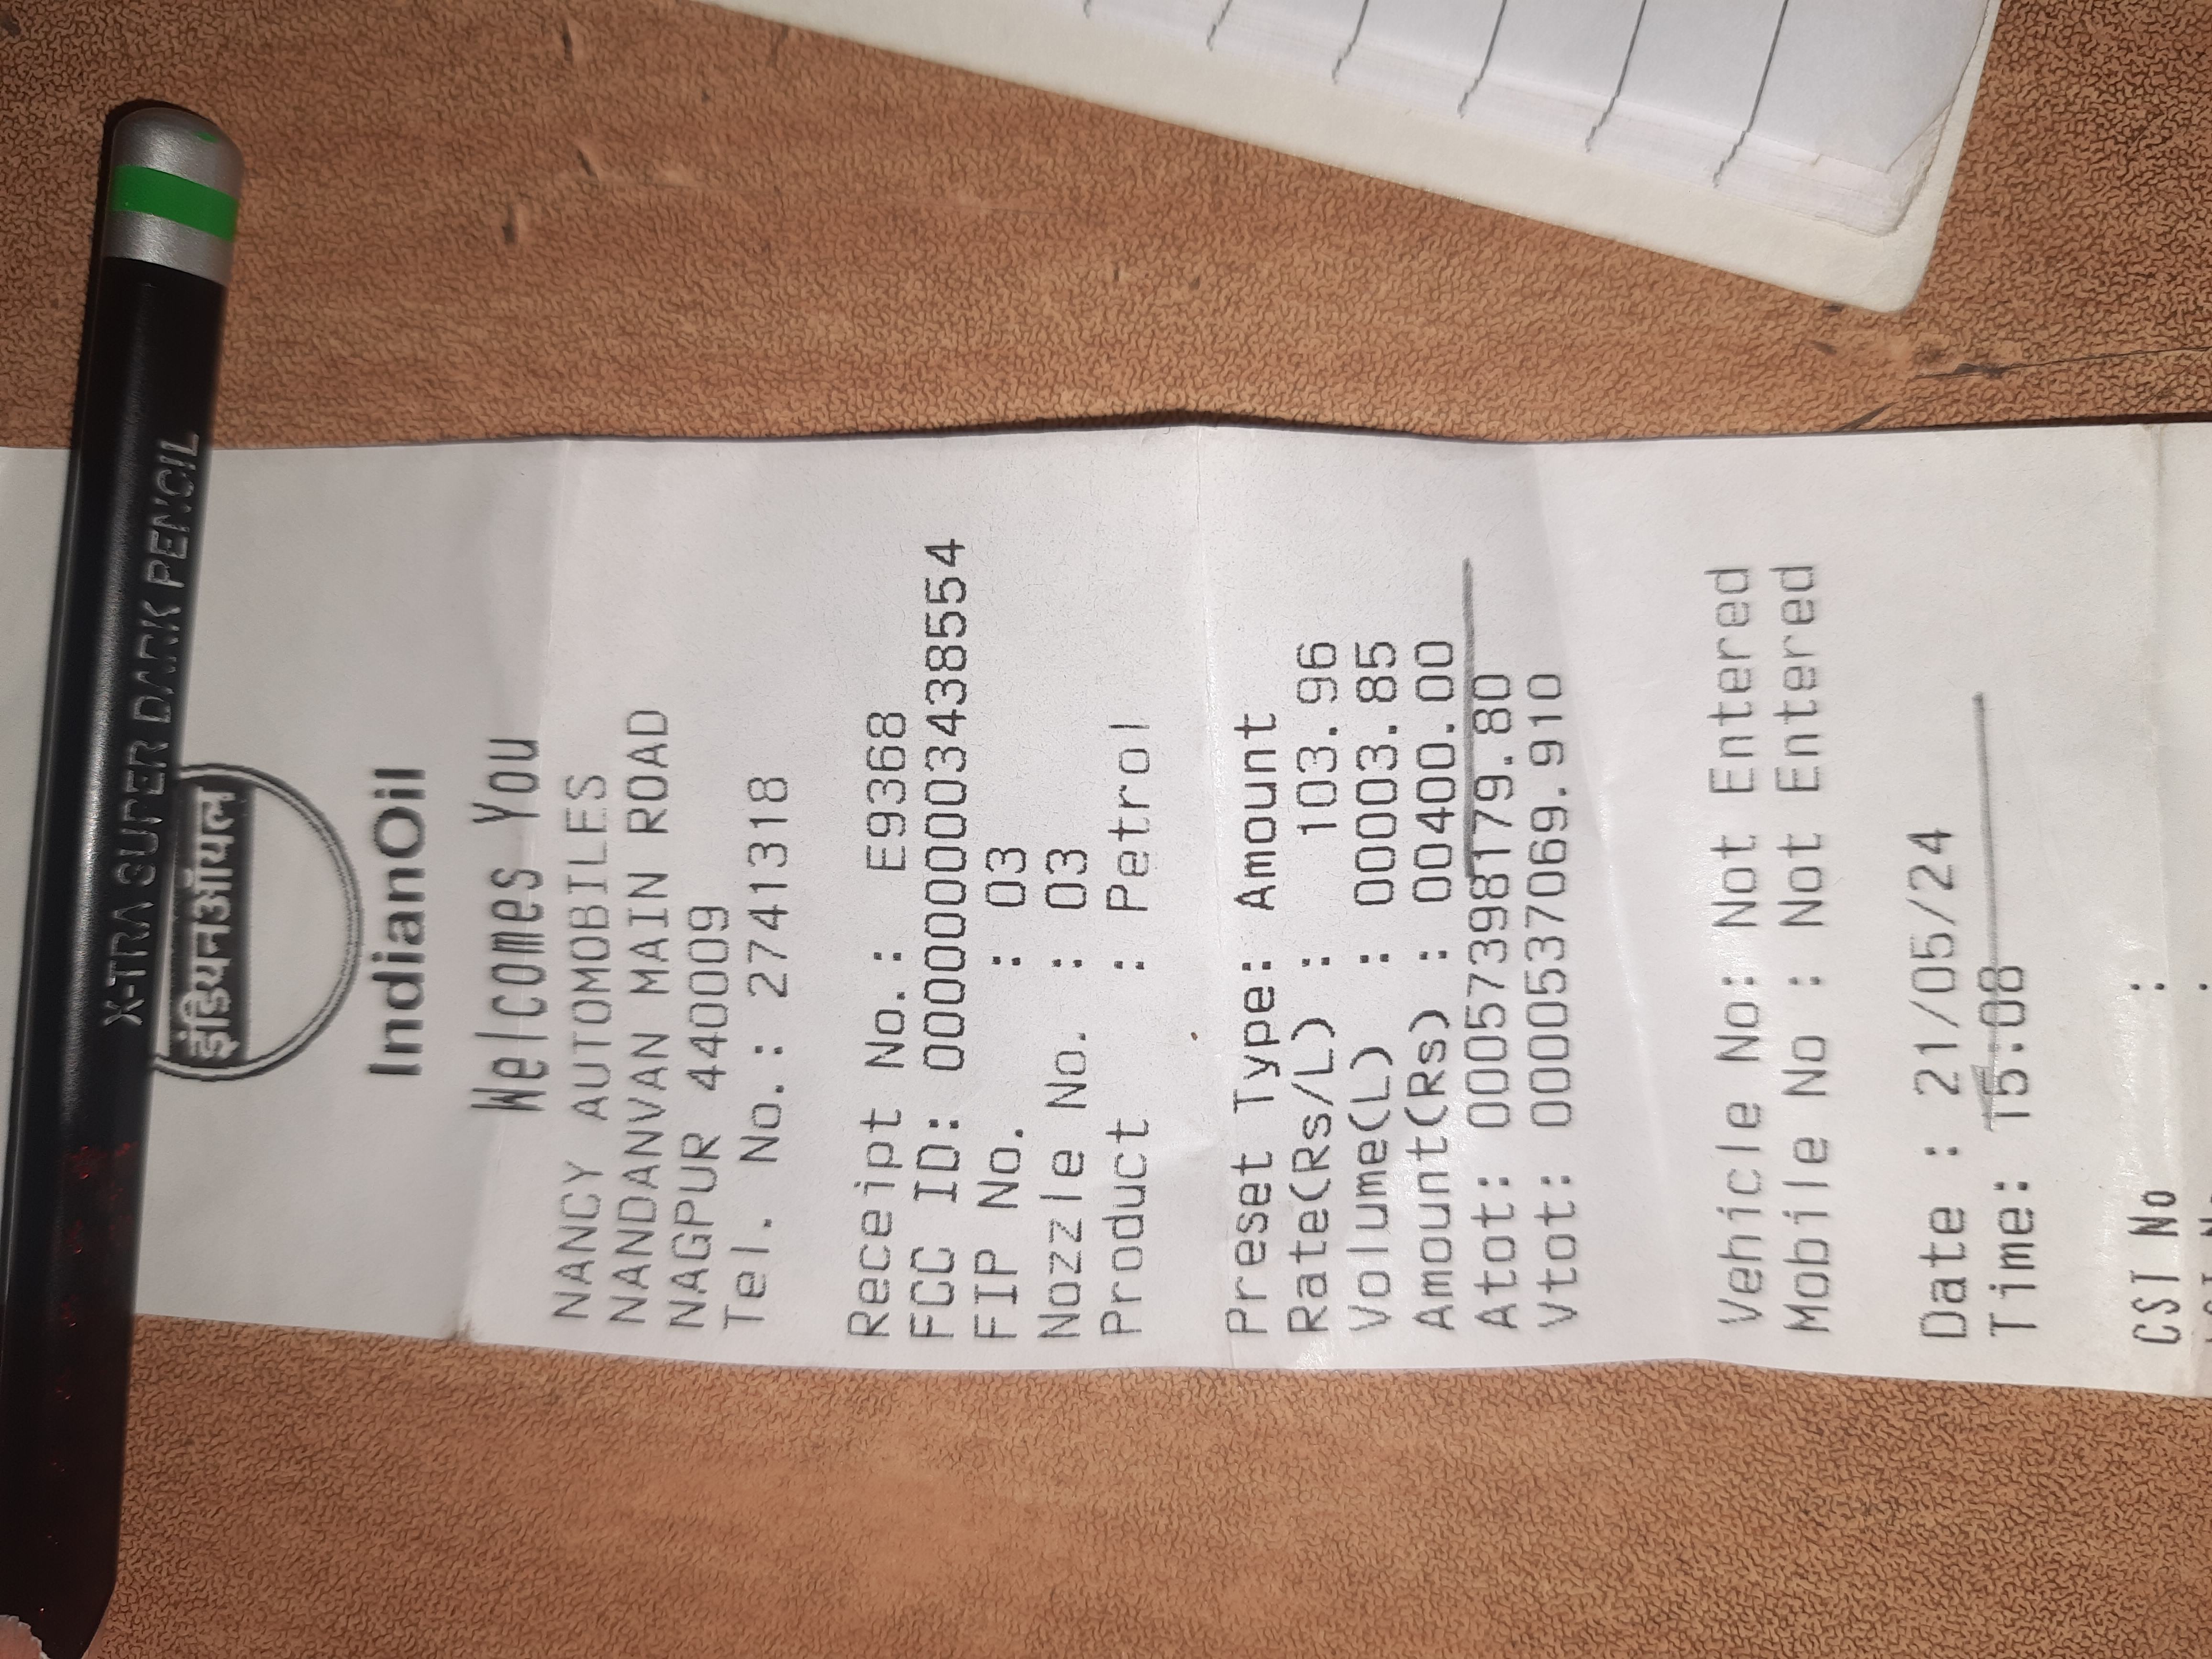 X-TRA SUPER DARK PENCIL
इंडियनऑयल
IndianOil
Welcomes You
NANCY AUTOMOBILES
NANDANVAN MAIN ROAD
NAGPUR 440009
Tel. No.: 2741318
Receipt No.: E9368
FCC ID: 0000000003438554
FIP No. : 03
Nozzle No. : 03
Product : Petrol
Preset Type: Amount
Rate(Rs/L) : 103.96
Volume(L) : 00003.85
Amount(Rs) : 00400.00
Atot: 000573981​79.80
Vtot: 00000537069.910
Vehicle No: Not Entered
Mobile No : Not Entered
Date : 21/05/24
Time: 15:08
CST No :